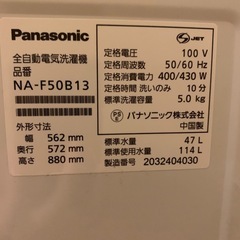 Panasonic
JET
全自動電気洗濯機
品番
NA-F50B13
外形寸法
幅 562 mm
奥行 572 mm
高さ 880 mm
定格電圧 100 V
定格周波数 50/60 Hz
定格消費電力 400/430 W
定格時間 洗いのみ 10 分
標準洗濯容量 5.0 kg
PSE
パナソニック株式会社
中国製
標準水量 47 L
標準使用水量 114 L
製造番号 2032404030